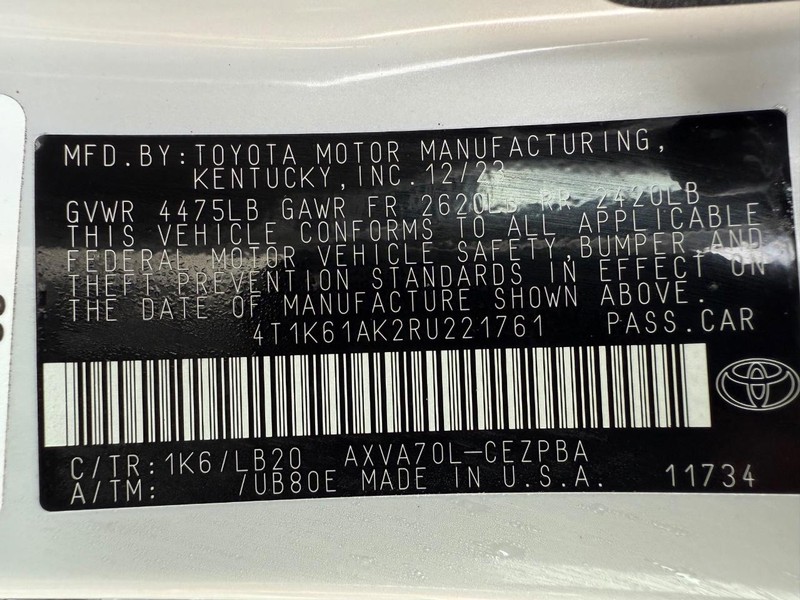 MFD.BY:TOYOTA MOTOR MANUFACTURING,
KENTUCKY,INC.12/23
GVWR 4475LB GAWR FR 2620LB RR 2420LB
THIS VEHICLE CONFORMS TO ALL APPLICABLE
FEDERAL MOTOR VEHICLE SAFETY,BUMPER,AND
THEFT PREVENTION STANDARDS IN EFFECT ON
THE DATE OF MANUFACTURE SHOWN ABOVE.
4T1K61AK2RU221761 PASS.CAR
C/TR:1K6/LB20 AXVA70L-CEZPBA
A/TM: /UB80E MADE IN U.S.A. 11734